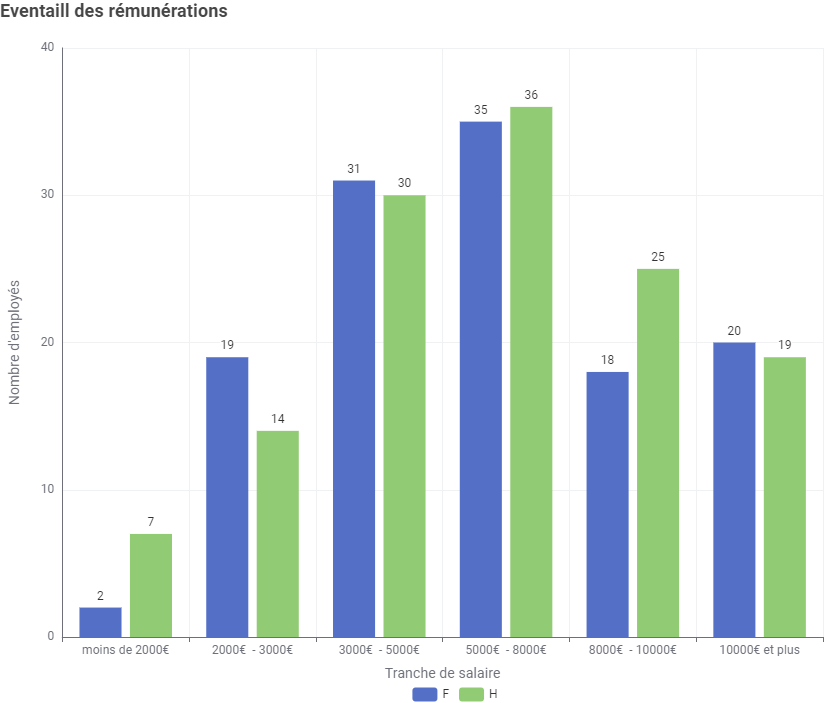 Eventaill des rémunérations
Nombre d'employés
40
30
20
10
0
2
7
19
14
31
30
35
36
18
25
20
19
moins de 2000€
2000€ - 3000€
3000€ - 5000€
5000€ - 8000€
8000€ - 10000€
10000€ et plus
Tranche de salaire
F
H